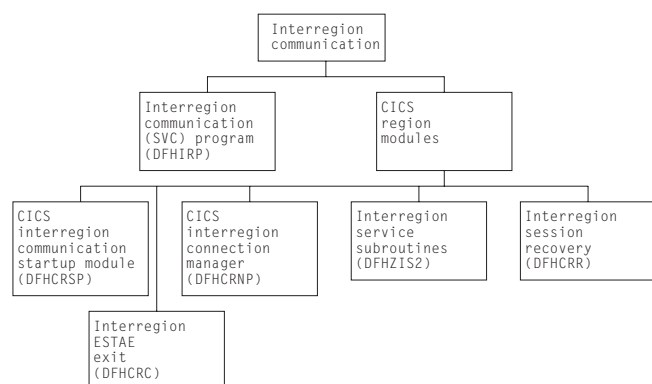 Interregion
communication
Interregion
communication
(SVC) program
(DFHIRP)
CICS
region
modules
CICS
interregion
communication
startup module
(DFHCRSP)
CICS
interregion
connection
manager
(DFHCRNP)
Interregion
service
subroutines
(DFHZIS2)
Interregion
session
recovery
(DFHCRR)
Interregion
ESTAE
exit
(DFHCRC)